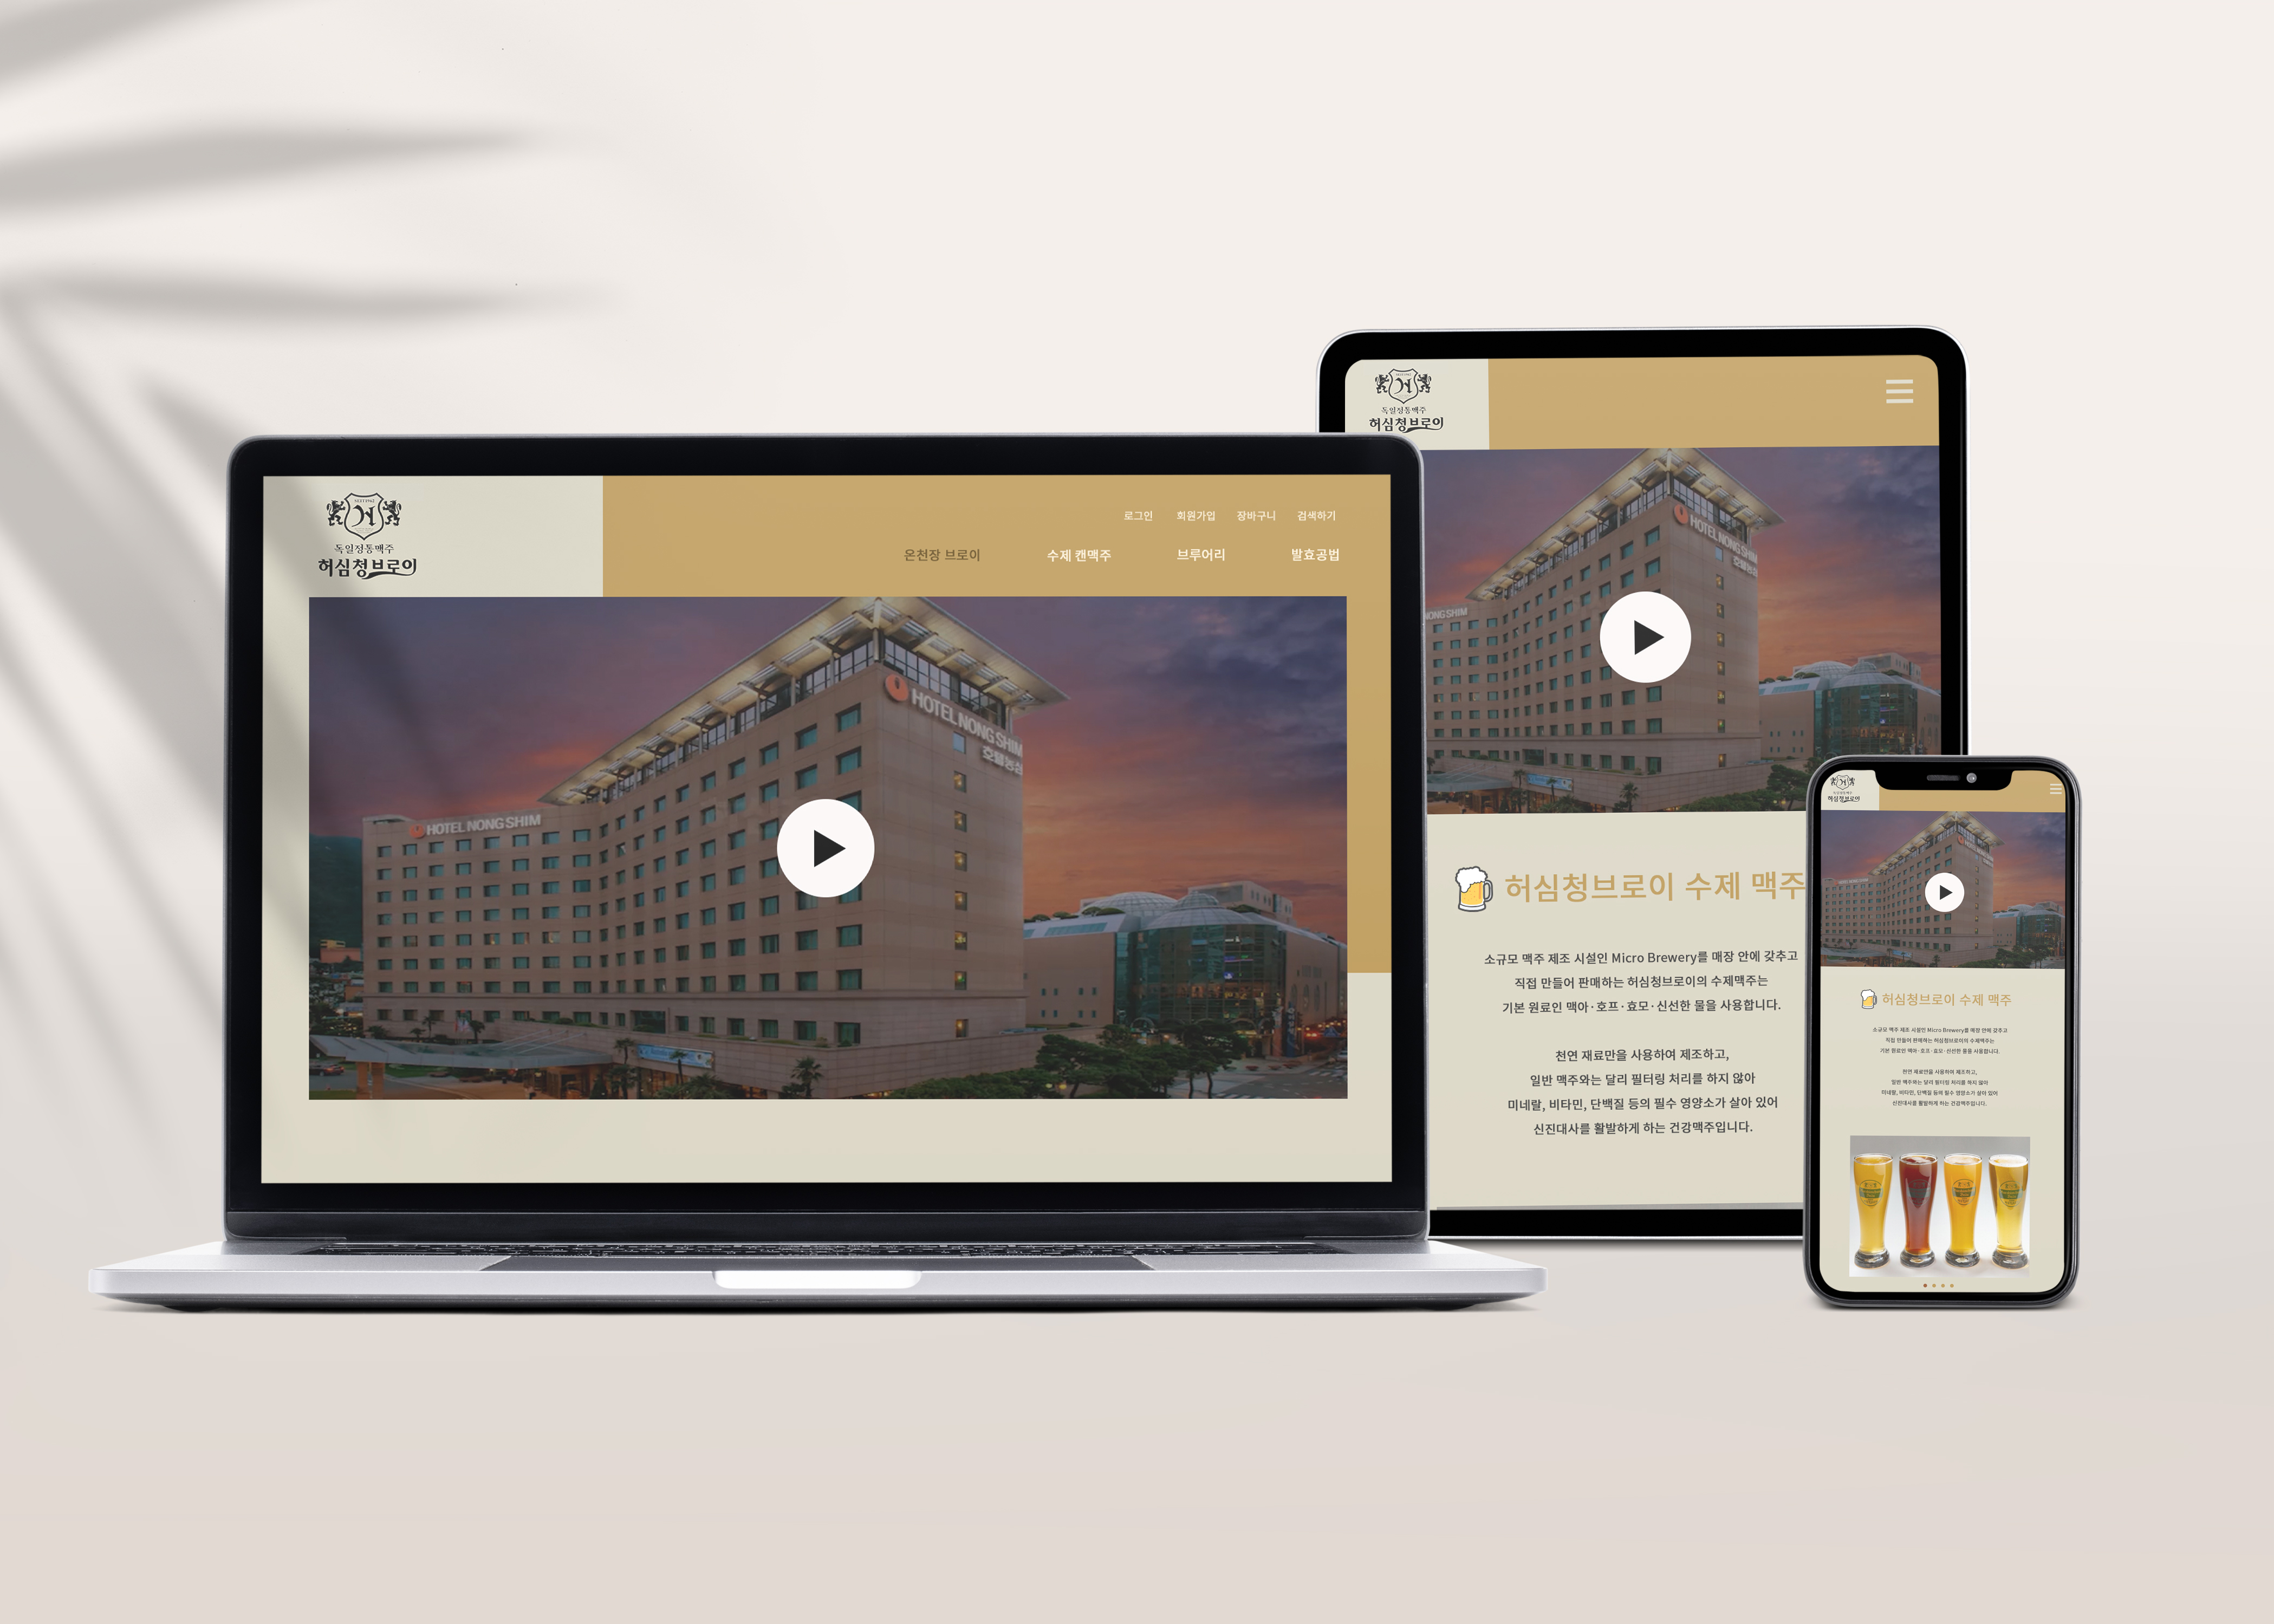 독일정통맥주
허심청브로이
로그인 회원가입 장바구니 검색하기
온천장 브로이 수제 캔맥주 브루어리 발효공법
HOTEL NONG SHIM
호텔농심
HOTEL NONG SHIM
독일정통맥주
허심청브로이
HOTEL NONG SHIM
호텔농심
NONG SHIM
허심청브로이 수제 맥주
소규모 맥주 제조 시설인 Micro Brewery를 매장 안에 갖추고
직접 만들어 판매하는 허심청브로이의 수제맥주는
기본 원료인 맥아·호프·효모·신선한 물을 사용합니다.
천연 재료만을 사용하여 제조하고,
일반 맥주와는 달리 필터링 처리를 하지 않아
미네랄, 비타민, 단백질 등의 필수 영양소가 살아 있어
신진대사를 활발하게 하는 건강맥주입니다.
독일정통맥주
허심청브로이
허심청브로이 수제 맥주
소규모 맥주 제조 시설인 Micro Brewery를 매장 안에 갖추고
직접 만들어 판매하는 허심청브로이의 수제맥주는
기본 원료인 맥아·호프·효모·신선한 물을 사용합니다.
천연 재료만을 사용하여 제조하고,
일반 맥주와는 달리 필터링 처리를 하지 않아
미네랄, 비타민, 단백질 등의 필수 영양소가 살아 있어
신진대사를 활발하게 하는 건강맥주입니다.